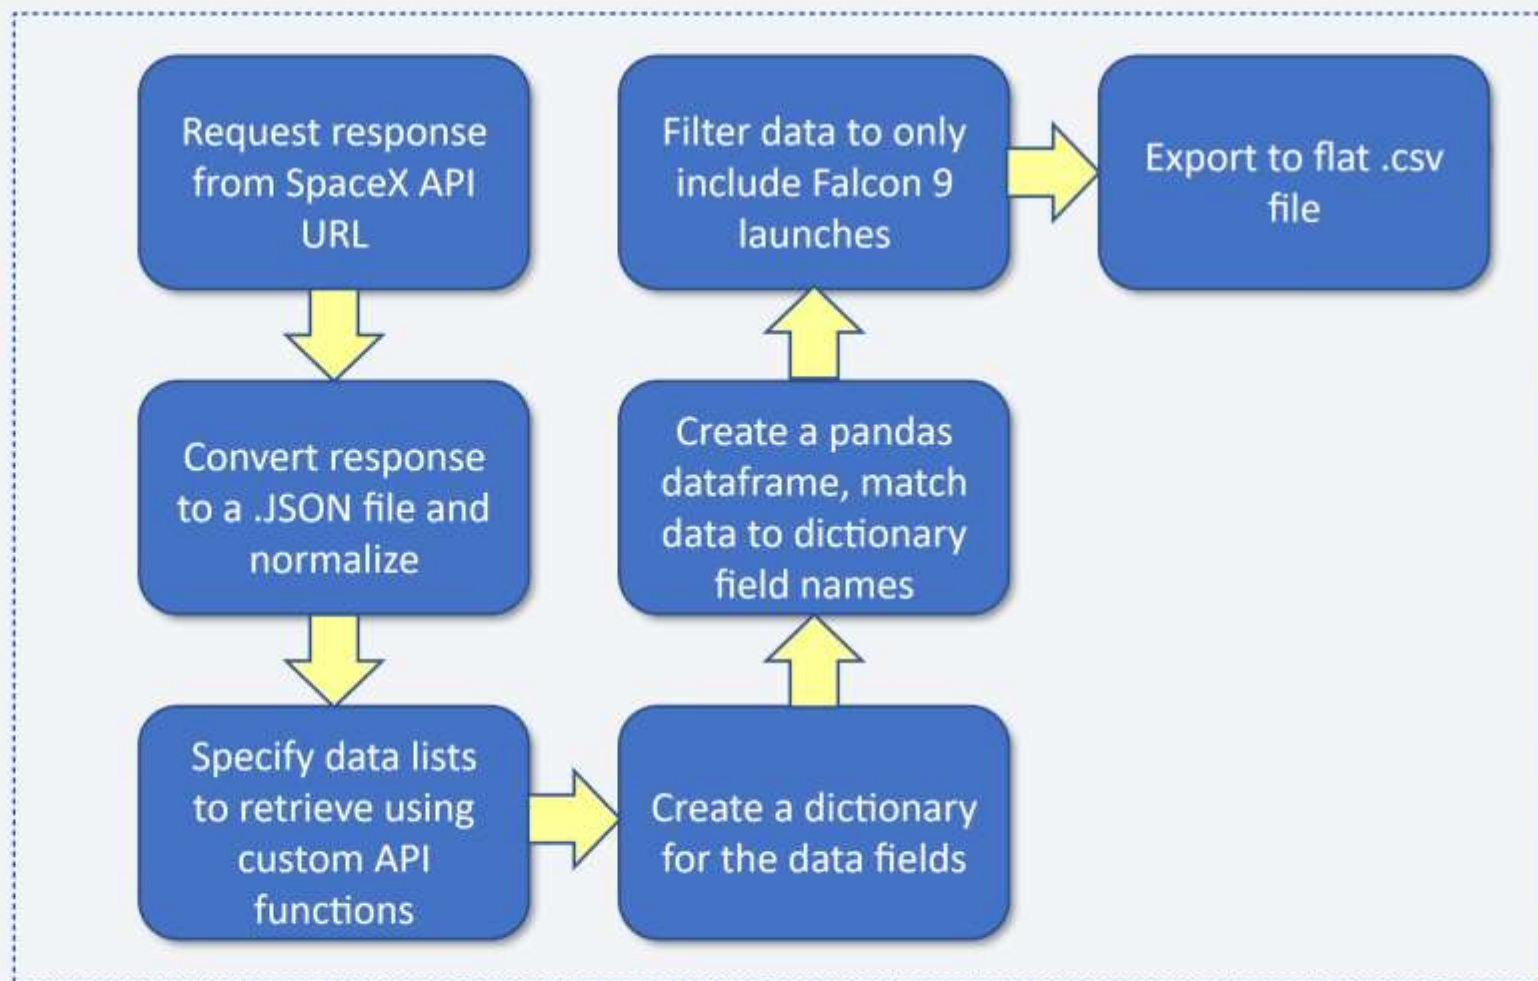 Request response
from SpaceX API
URL
Convert response
to a .JSON file and
normalize
Specify data lists
to retrieve using
custom API
functions
Create a dictionary
for the data fields
Create a pandas
dataframe, match
data to dictionary
field names
Filter data to only
include Falcon 9
launches
Export to flat .csv
file